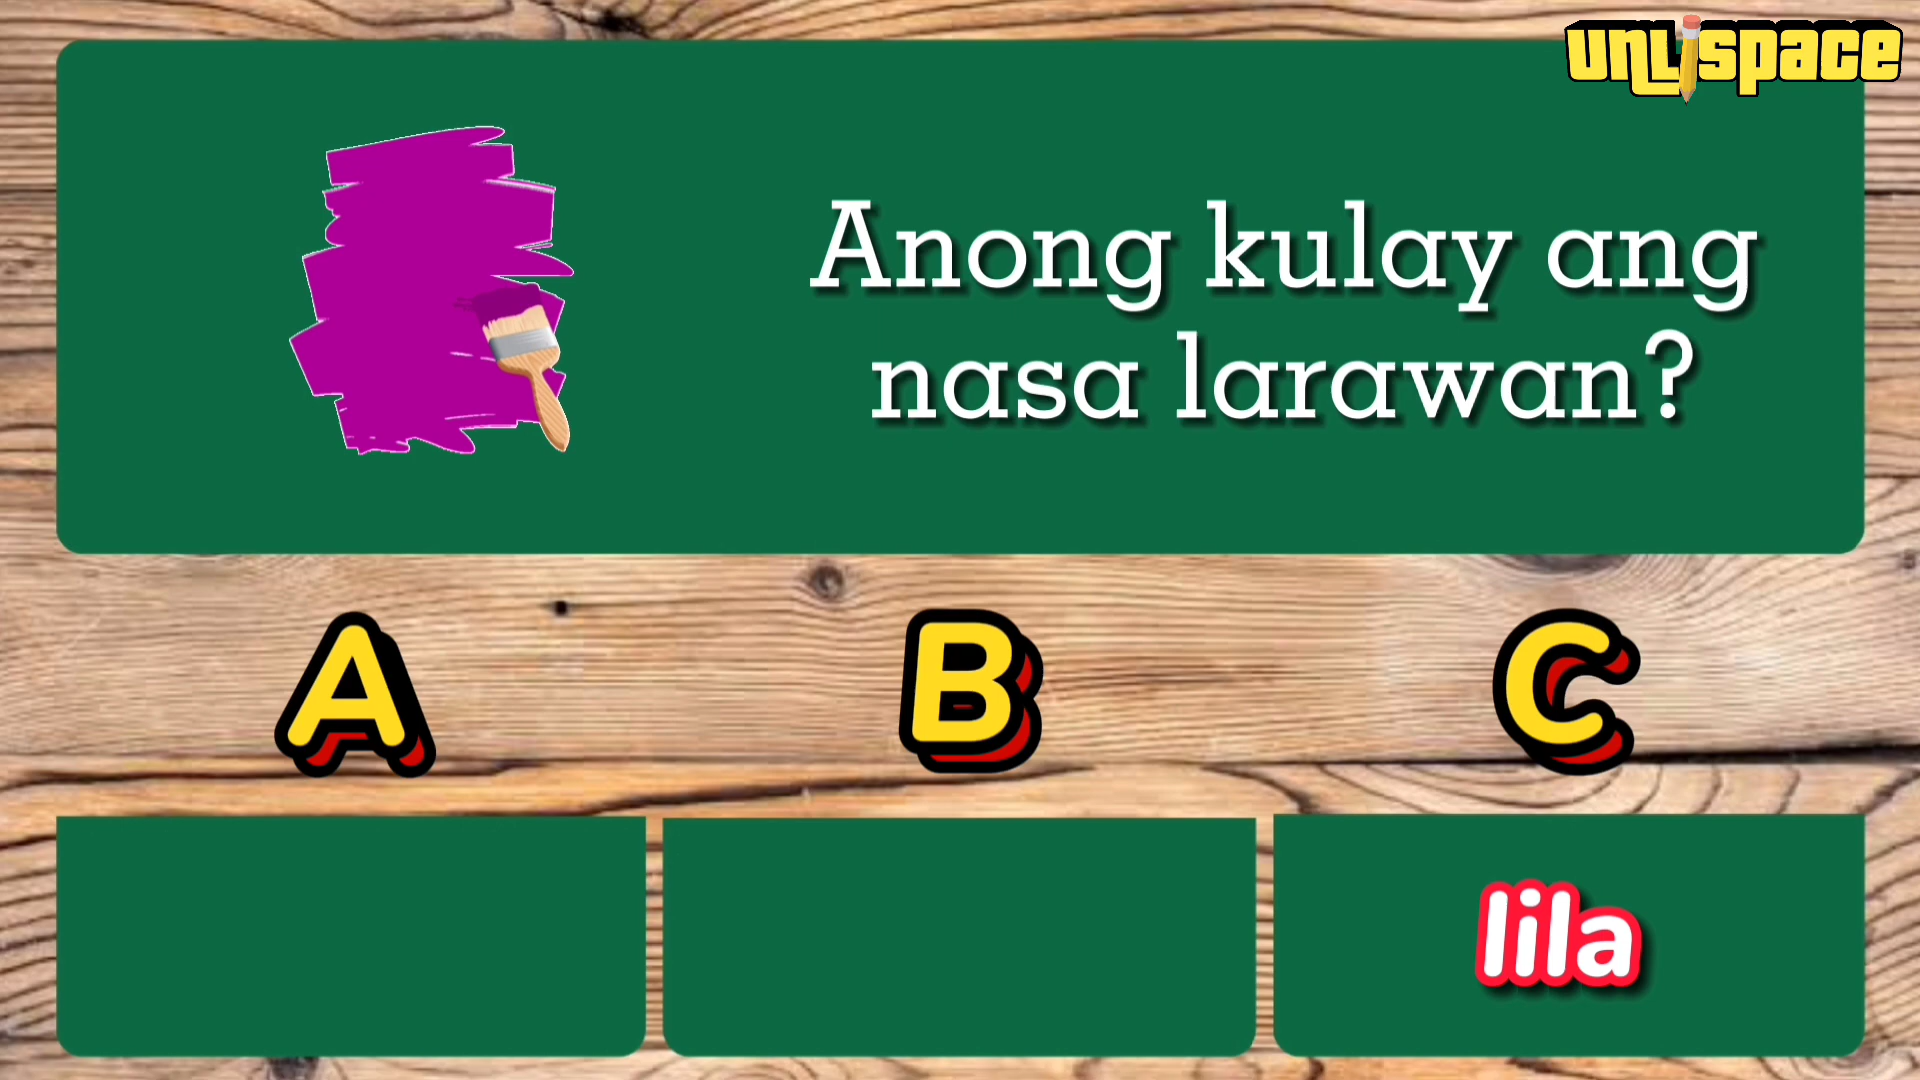 UNLISPACE
Anong kulay ang
nasa larawan?
A
B
C
lila